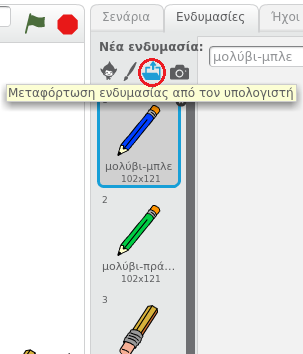 Σενάρια
Ενδυμασίες
Ήχοι
Νέα ενδυμασία:
μολύβι-μπλε
Μεταφόρτωση ενδυμασίας από τον υπολογιστή
μολύβι-μπλε
102x121
2
μολύβι-πρά...
102x121
3